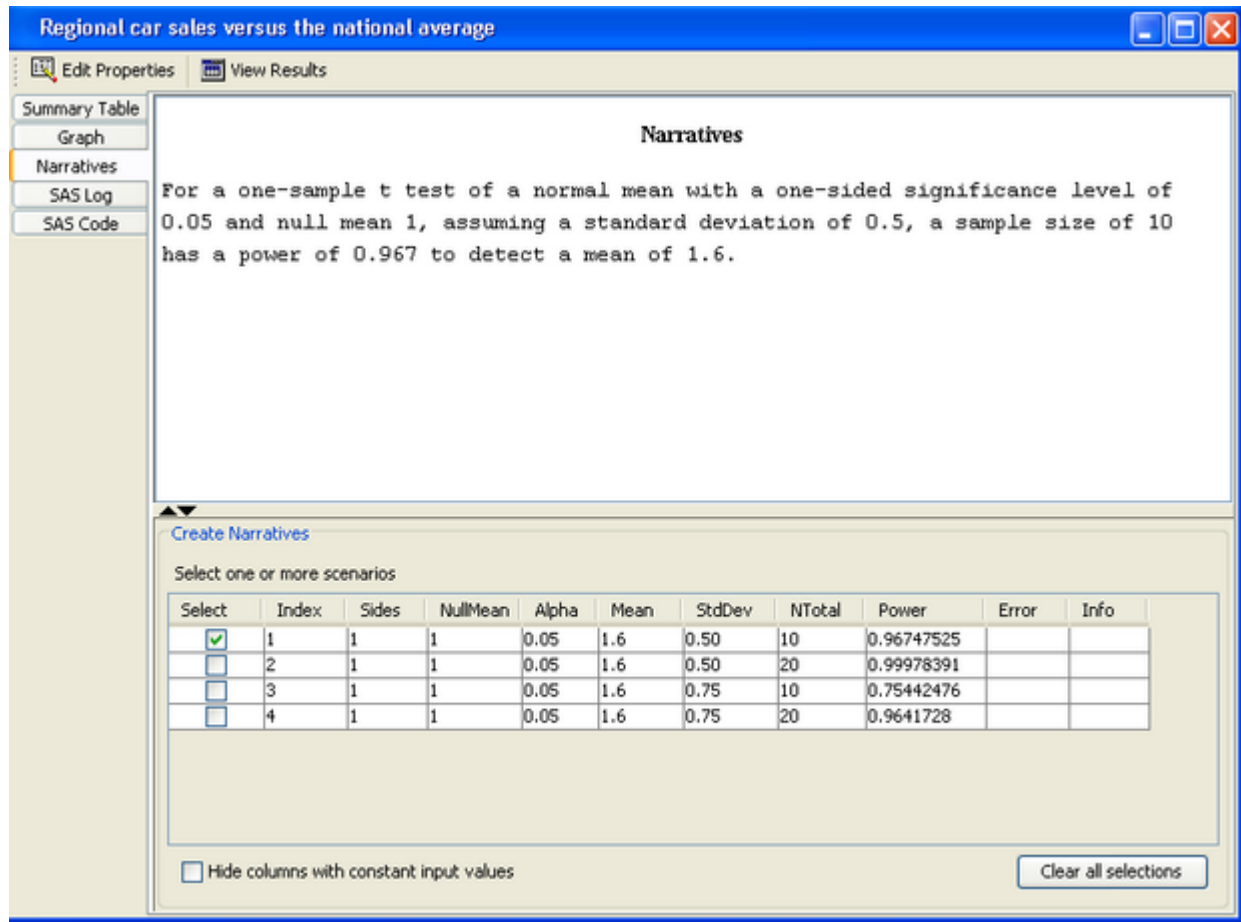 Regional car sales versus the national average
Edit Properties View Results
Summary Table
Graph
Narratives
SAS Log
SAS Code
Narratives
For a one-sample t test of a normal mean with a one-sided significance level of
0.05 and null mean 1, assuming a standard deviation of 0.5, a sample size of 10
has a power of 0.967 to detect a mean of 1.6.
Create Narratives
Select one or more scenarios
Select Index Sides NullMean Alpha Mean StdDev NTotal Power Error Info
1 1 1 0.05 1.6 0.50 10 0.96747525
2 1 1 0.05 1.6 0.50 20 0.99978391
3 1 1 0.05 1.6 0.75 10 0.75442476
4 1 1 0.05 1.6 0.75 20 0.9641728
Hide columns with constant input values Clear all selections